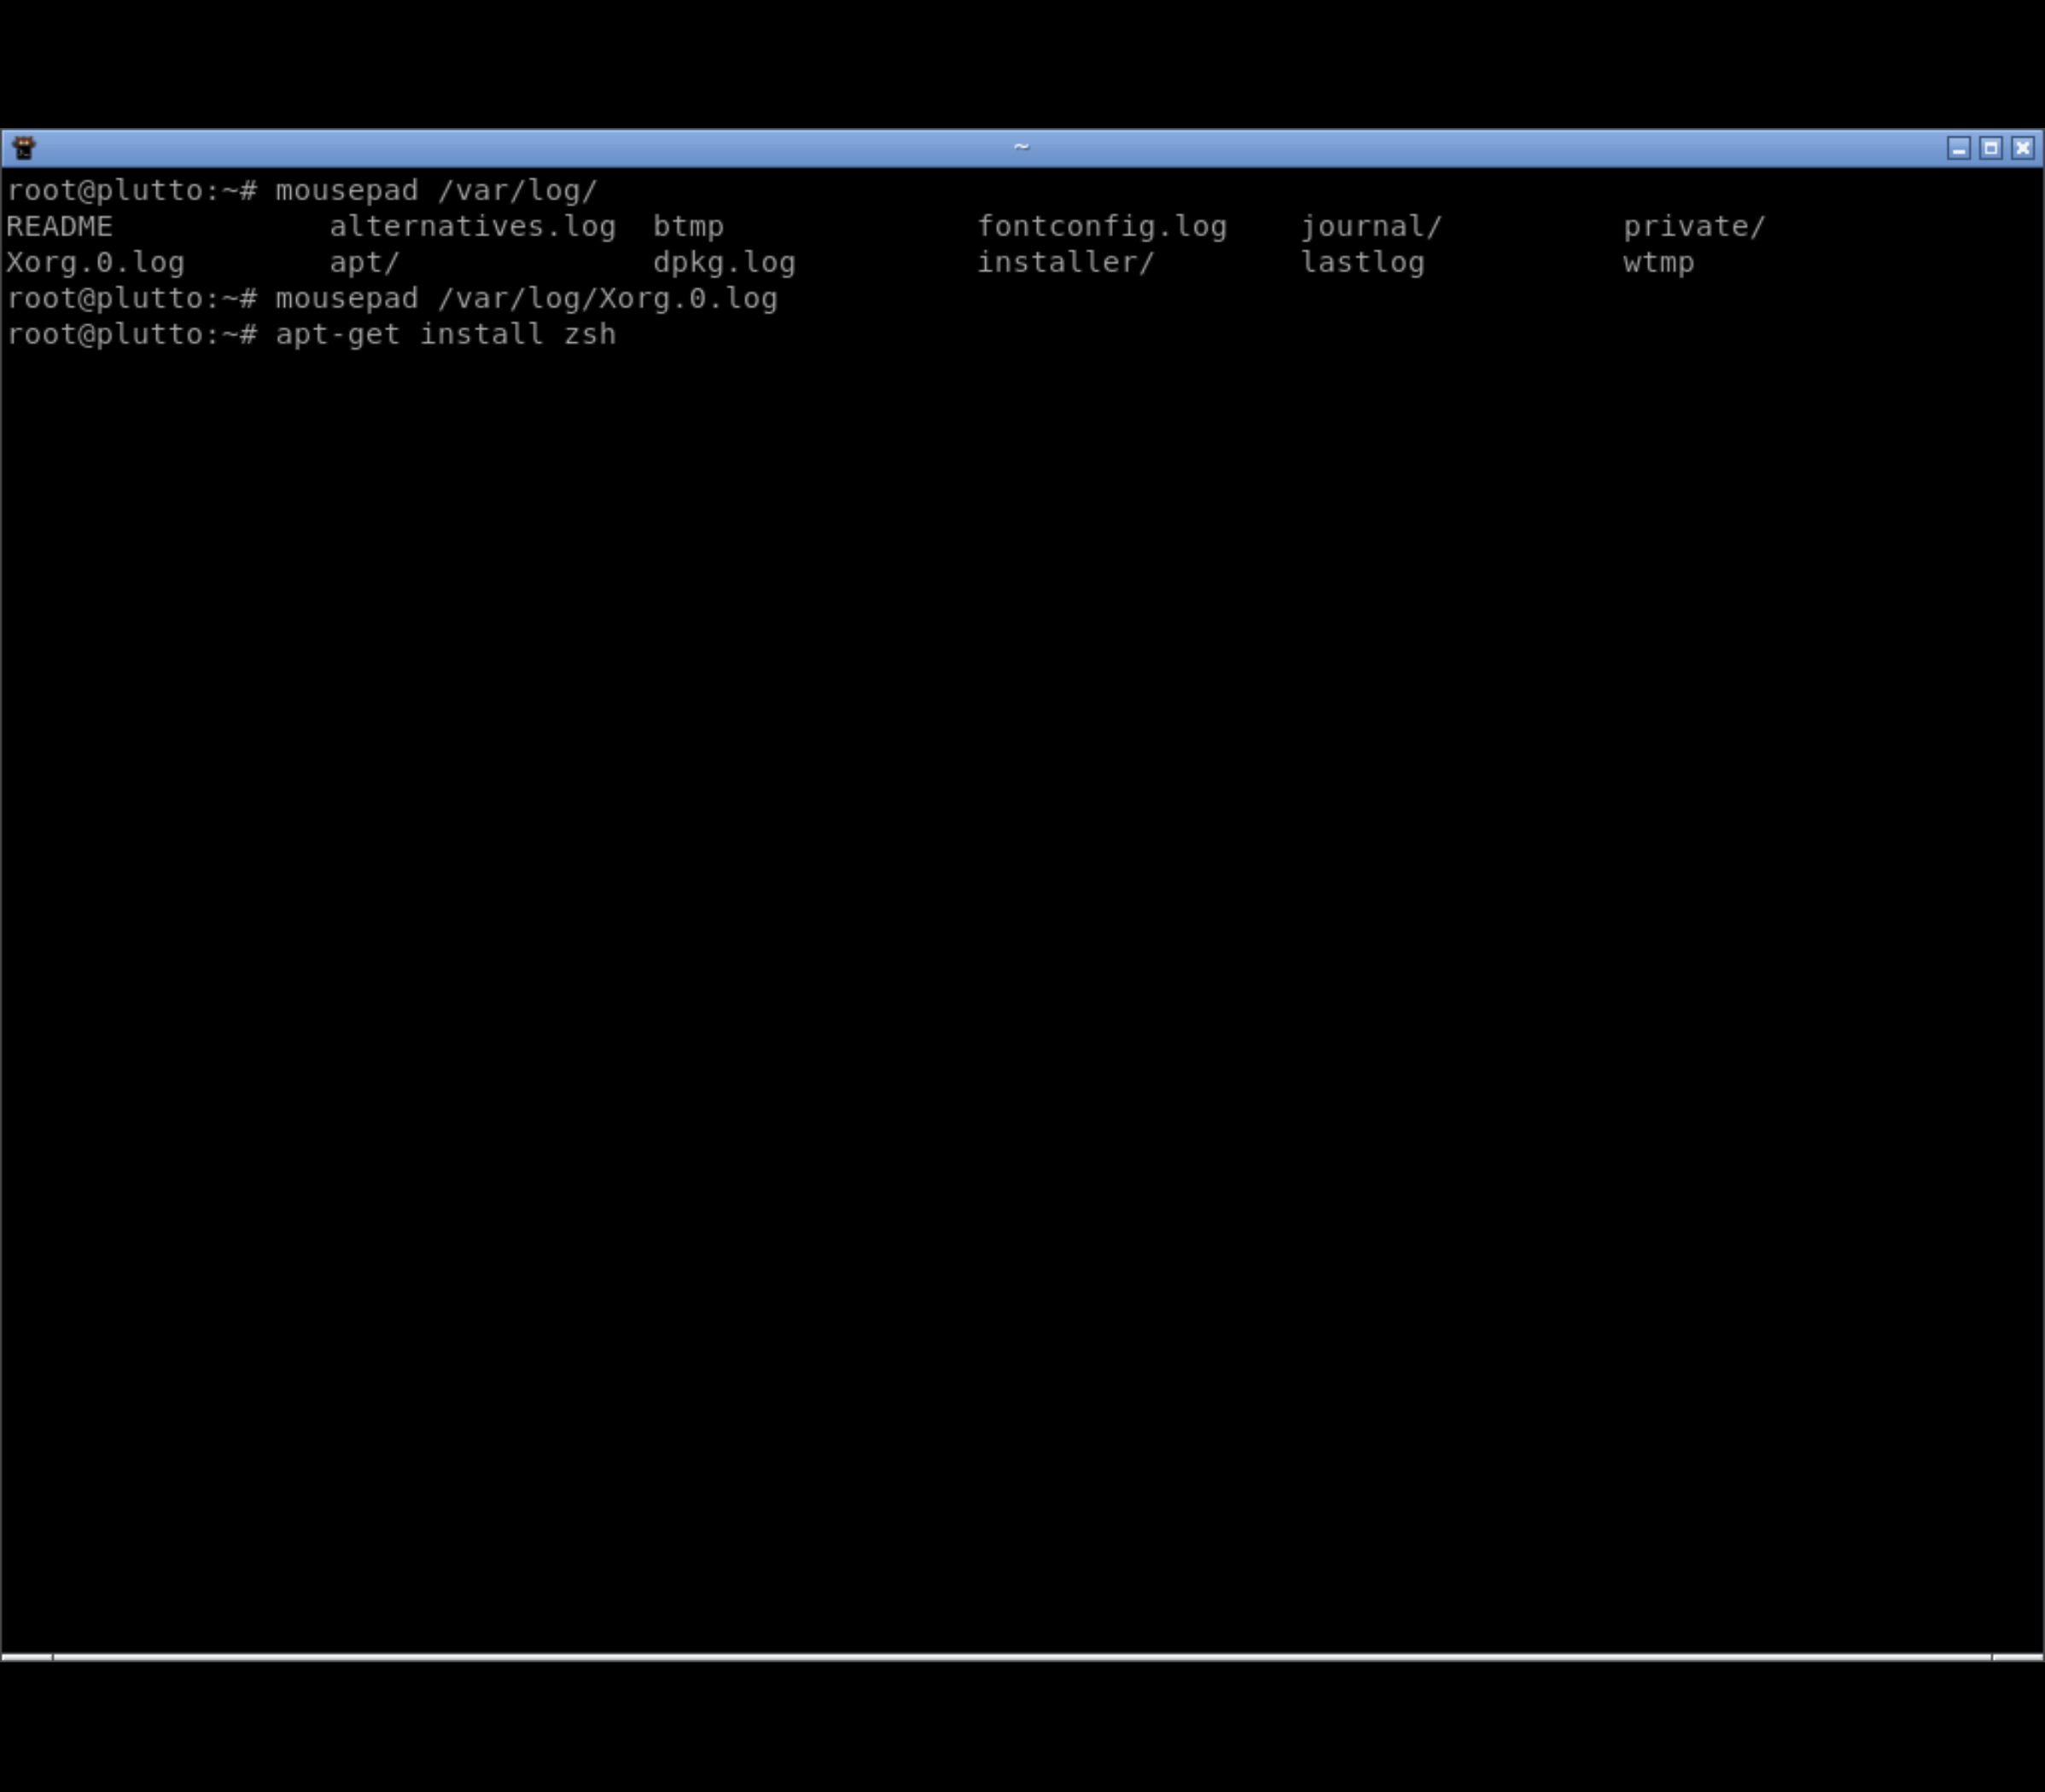 ~
root@plutto:~# mousepad /var/log/
README alternatives.log btmp fontconfig.log journal/ private/
Xorg.0.log apt/ dpkg.log installer/ lastlog wtmp
root@plutto:~# mousepad /var/log/Xorg.0.log
root@plutto:~# apt-get install zsh